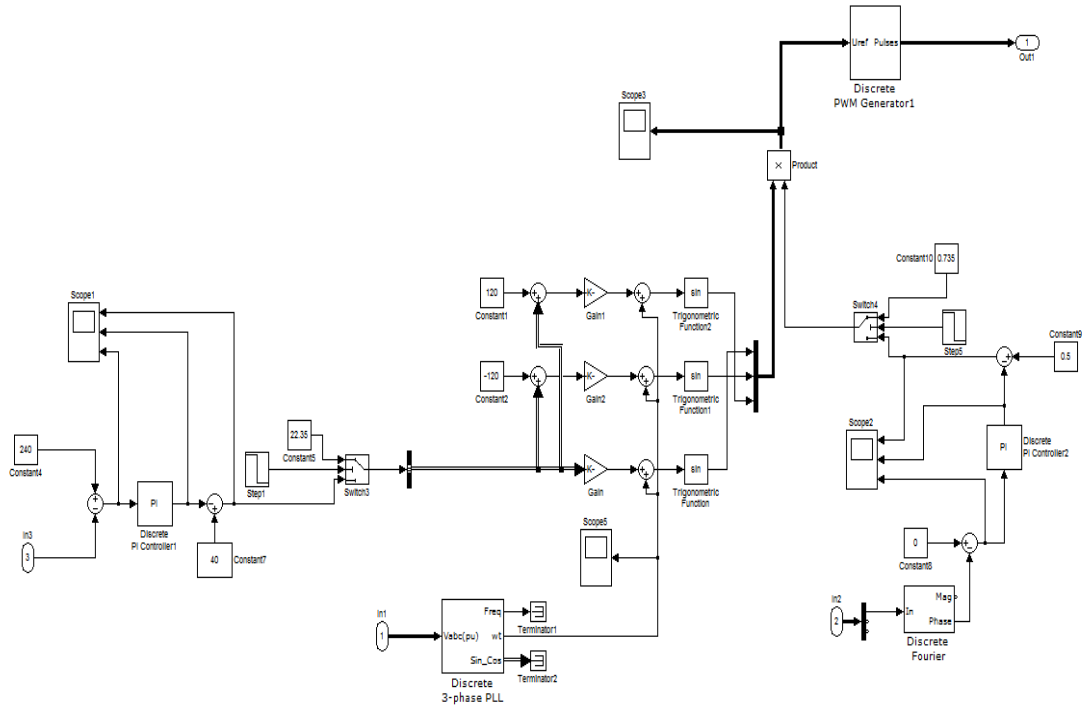 Uref Pulses
1
Out1
Discrete
PWM Generator1
Scope3
×
Product
Constant10
0.735
Switch4
Step5
Constant9
0.5
Scope1
120
Constant1
-K-
Gain1
sin
Trigonometric
Function2
-120
Constant2
-K-
Gain2
sin
Trigonometric
Function1
Scope2
PI
Discrete
PI Controller2
240
Constant4
22.35
Constant5
Step1
Switch3
-K-
Gain
sin
Trigonometric
Function
PI
Discrete
PI Controller1
In3
3
40
Constant7
Scope5
0
Constant8
In1
1
Vabc(pu)
Freq
wt
Sin_Cos
Terminator1
Terminator2
Discrete
3-phase PLL
In2
2
In
Mag
Phase
Discrete
Fourier